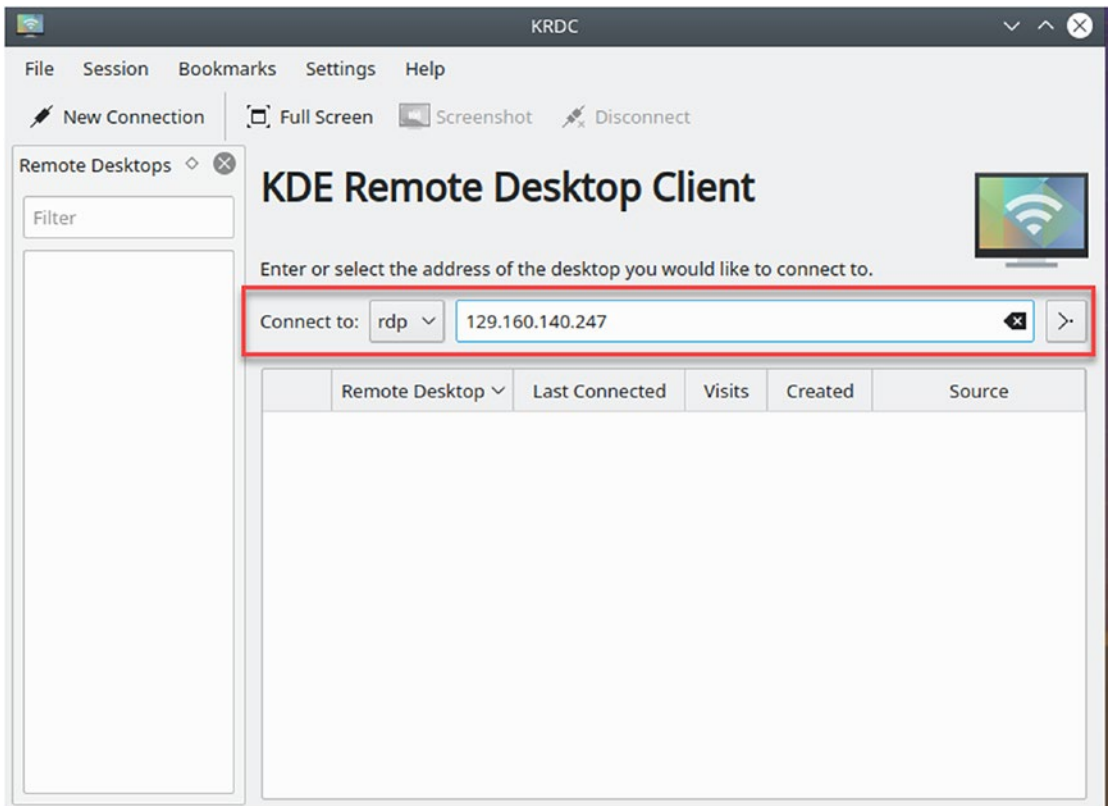 KRDC
File Session Bookmarks Settings Help
New Connection Full Screen Screenshot Disconnect
Remote Desktops
Filter
KDE Remote Desktop Client
Enter or select the address of the desktop you would like to connect to.
Connect to: rdp 129.160.140.247
Remote Desktop Last Connected Visits Created Source